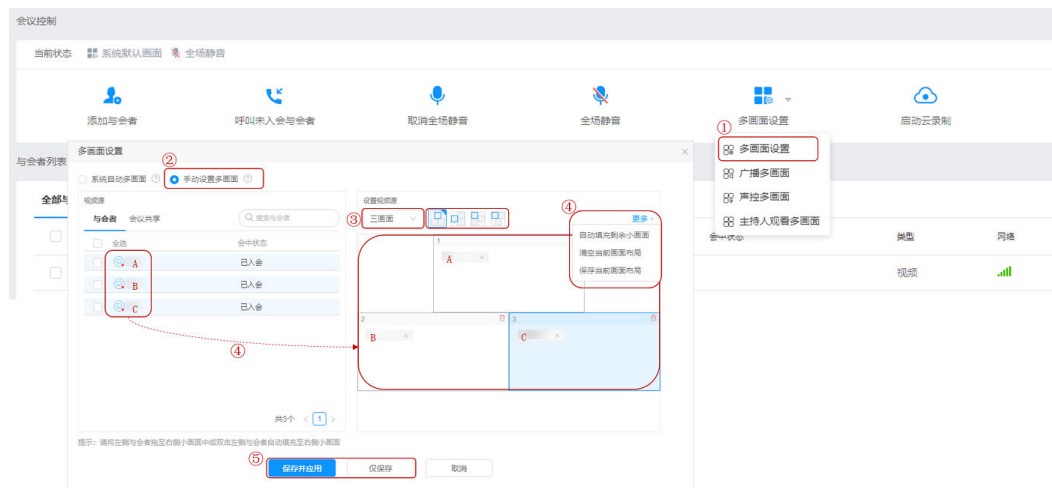 会议控制
当前状态 系统默认画面 全场静音
添加与会者 呼叫未入会与会者 取消全场静音 全场静音 多画面设置 启动云录制
①
多画面设置
广播多画面
声控多画面
主持人观看多画面
与会者列表
全部与
会中状态 类型 网络
视频
多画面设置
②
系统自动多画面 手动设置多画面
视频源
与会者 会议共享 搜索与会者
全选 会中状态
A 已入会
B 已入会
C 已入会
④
共3个 < 1 >
设置视频源
③ 三画面
④
更多
自动填充剩余小画面
清空当前画面布局
保存当前画面布局
1
A ×
2 3
B × C ×
提示：请将左侧与会者拖至右侧小画面中或双击左侧与会者自动填充至右侧小画面
⑤
保存并应用 仅保存 取消